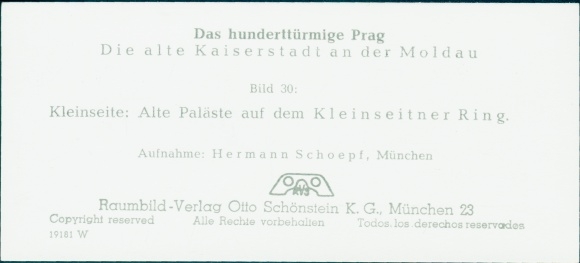 Das hunderttürmige Prag
Die alte Kaiserstadt an der Moldau
Bild 30:
Kleinseite: Alte Paläste auf dem Kleinseitner Ring.
Aufnahme: Hermann Schoepf, München
RVS
Raumbild-Verlag Otto Schönstein K. G., München 23
Copyright reserved Alle Rechte vorbehalten Todos los derechos reservados
19181 W